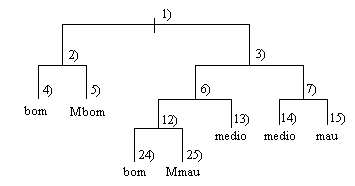 1)
2) 3)
4) 5) 6) 7)
bom Mbom
12) 13) 14) 15)
medio medio mau
24) 25)
bom Mmau